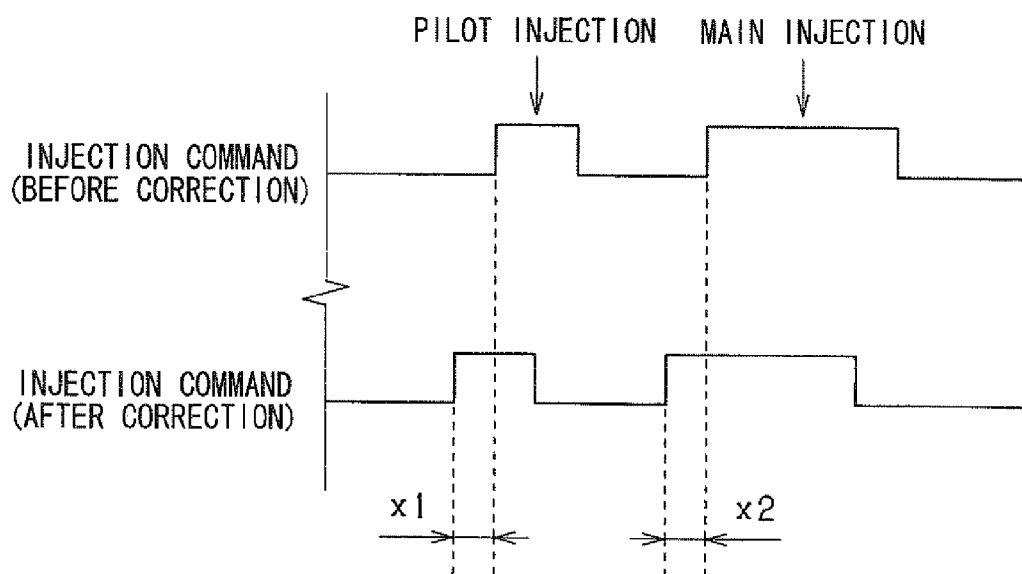 PILOT INJECTION
MAIN INJECTION
INJECTION COMMAND
(BEFORE CORRECTION)
INJECTION COMMAND
(AFTER CORRECTION)
x1
x2